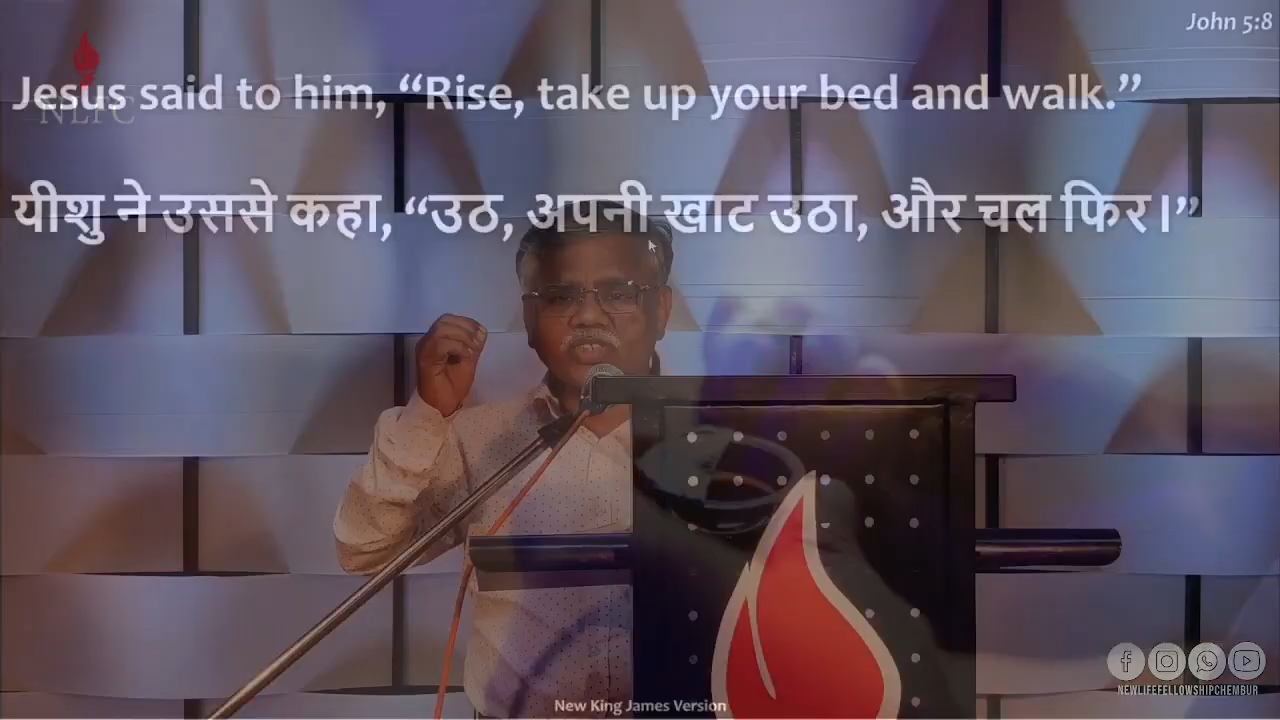 John 5:8
NLFC
Jesus said to him, “Rise, take up your bed and walk.”
यीशु ने उससे कहा, “उठ, अपनी खाट उठा, और चल फिर।”
NEWLIFEFELLOWSHIPCHEMBUR
New King James Version